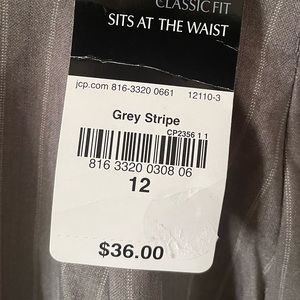 CLASSIC FIT
SITS AT THE WAIST
jcp.com 816-3320 0661 12110-3
Grey Stripe
CP2356 1 1
816 3320 0308 06
12
$36.00